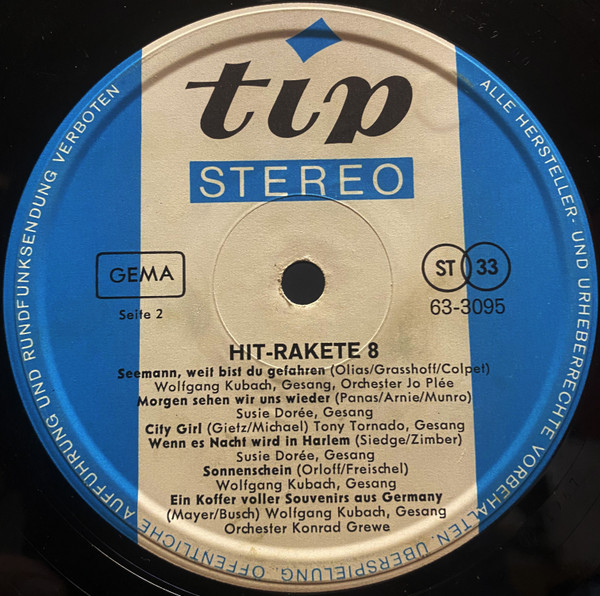 tip
STEREO
GEMA
ST 33
Seite 2
63-3095
HIT-RAKETE 8
Seemann, weit bist du gefahren (Olias/Grasshoff/Colpet)
Wolfgang Kubach, Gesang, Orchester Jo Plée
Morgen sehen wir uns wieder (Panas/Arnie/Munro)
Susie Dorée, Gesang
City Girl (Gietz/Michael) Tony Tornado, Gesang
Wenn es Nacht wird in Harlem (Siedge/Zimber)
Susie Dorée, Gesang
Sonnenschein (Orloff/Freischel)
Wolfgang Kubach, Gesang
Ein Koffer voller Souvenirs aus Germany
(Mayer/Busch) Wolfgang Kubach, Gesang
Orchester Konrad Grewe
ALLE HERSTELLER- UND URHEBERRECHTE VORBEHALTEN. ÜBERSPIELUNG, ÖFFENTLICHE AUFFÜHRUNG UND RUNDFUNKSENDUNG VERBOTEN